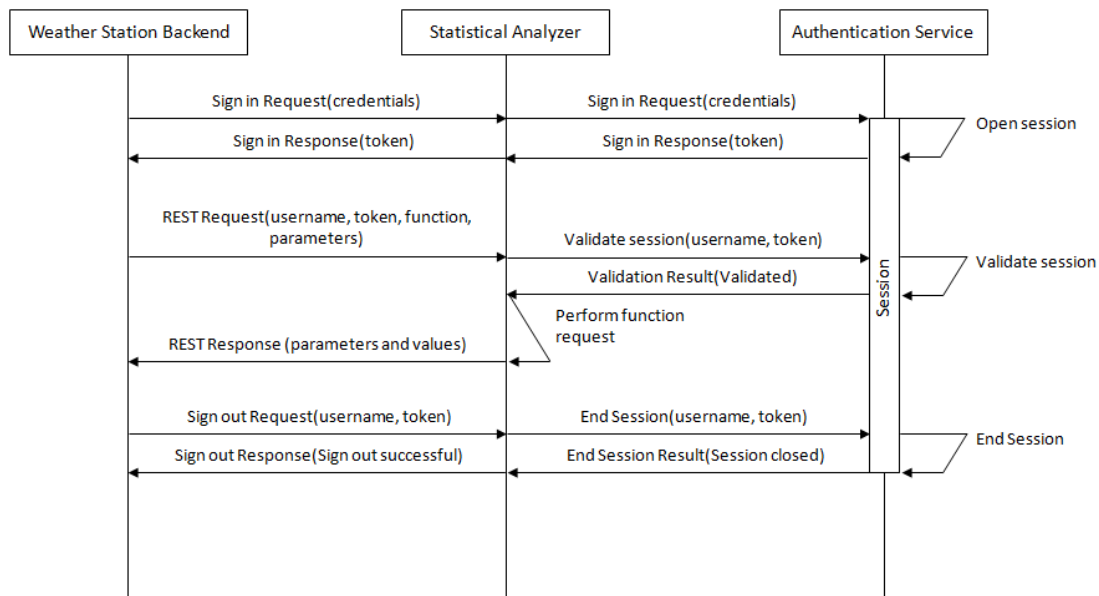 Weather Station Backend
Statistical Analyzer
Authentication Service
Sign in Request(credentials)
Sign in Request(credentials)
Open session
Sign in Response(token)
Sign in Response(token)
REST Request(username, token, function,
parameters)
Validate session(username, token)
Validate session
Validation Result(Validated)
Session
Perform function
request
REST Response (parameters and values)
Sign out Request(username, token)
End Session(username, token)
End Session
Sign out Response(Sign out successful)
End Session Result(Session closed)